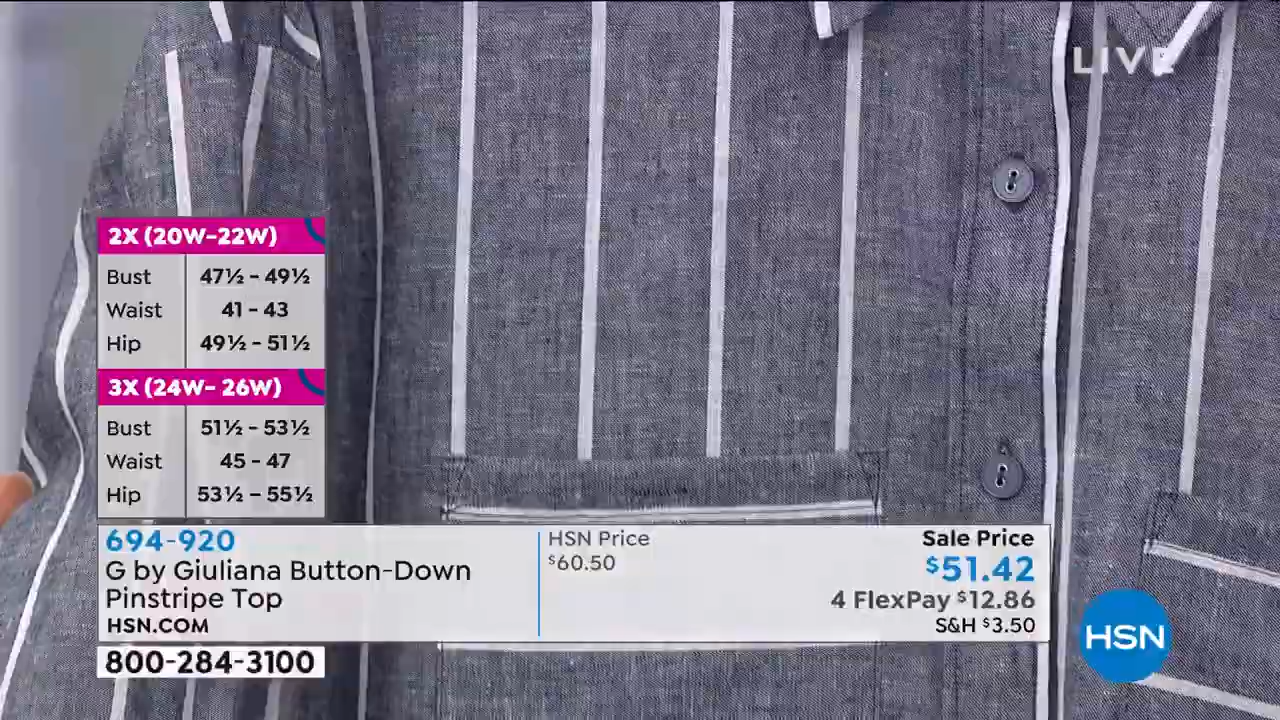 LIVE
2X (20W-22W)
Bust 47½ - 49½
Waist 41 - 43
Hip 49½ - 51½
3X (24W- 26W)
Bust 51½ - 53½
Waist 45 - 47
Hip 53½ - 55½
694-920
G by Giuliana Button-Down
Pinstripe Top
HSN.COM
HSN Price
$60.50
Sale Price
$51.42
4 FlexPay $12.86
S&H $3.50
800-284-3100
HSN